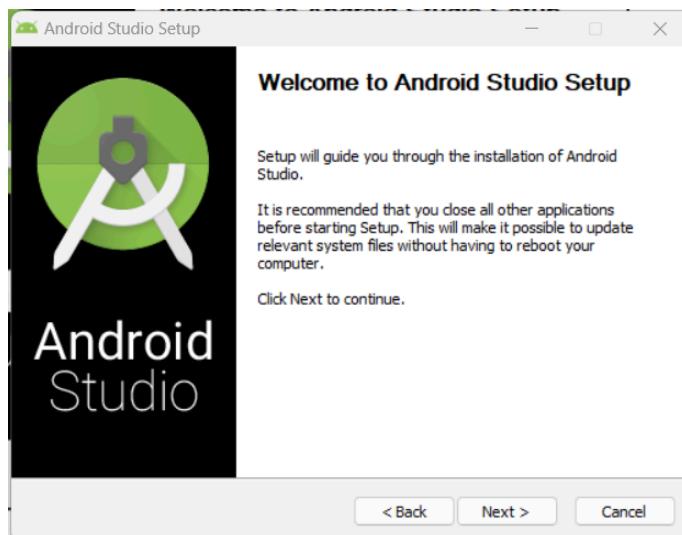 Android Studio Setup
Welcome to Android Studio Setup
Setup will guide you through the installation of Android
Studio.
It is recommended that you close all other applications
before starting Setup. This will make it possible to update
relevant system files without having to reboot your
computer.
Click Next to continue.
Android
Studio
< Back
Next >
Cancel